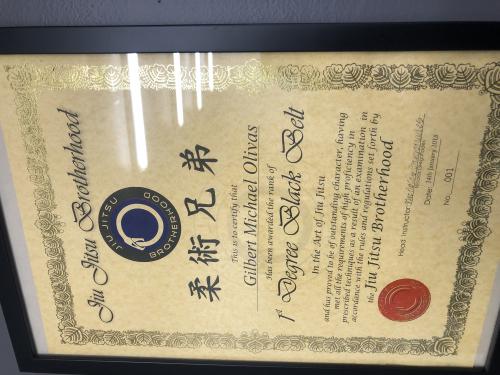 Jiu Jitsu Brotherhood
JIU JITSU
BROTHERHOOD
柔術兄弟
This is to certify that
Gilbert Michael Olivas
Has been awarded the rank of
1st Degree Black Belt
In the Art of Jiu Jitsu
and has proved to be of outstanding character, having
met all the requirements of high proficiency in
prescribed techniques as a result of an examination in
accordance with the rules and regulations set forth by
the Jiu Jitsu Brotherhood
Head Instructor
Date: 14th January 2018
No. 001